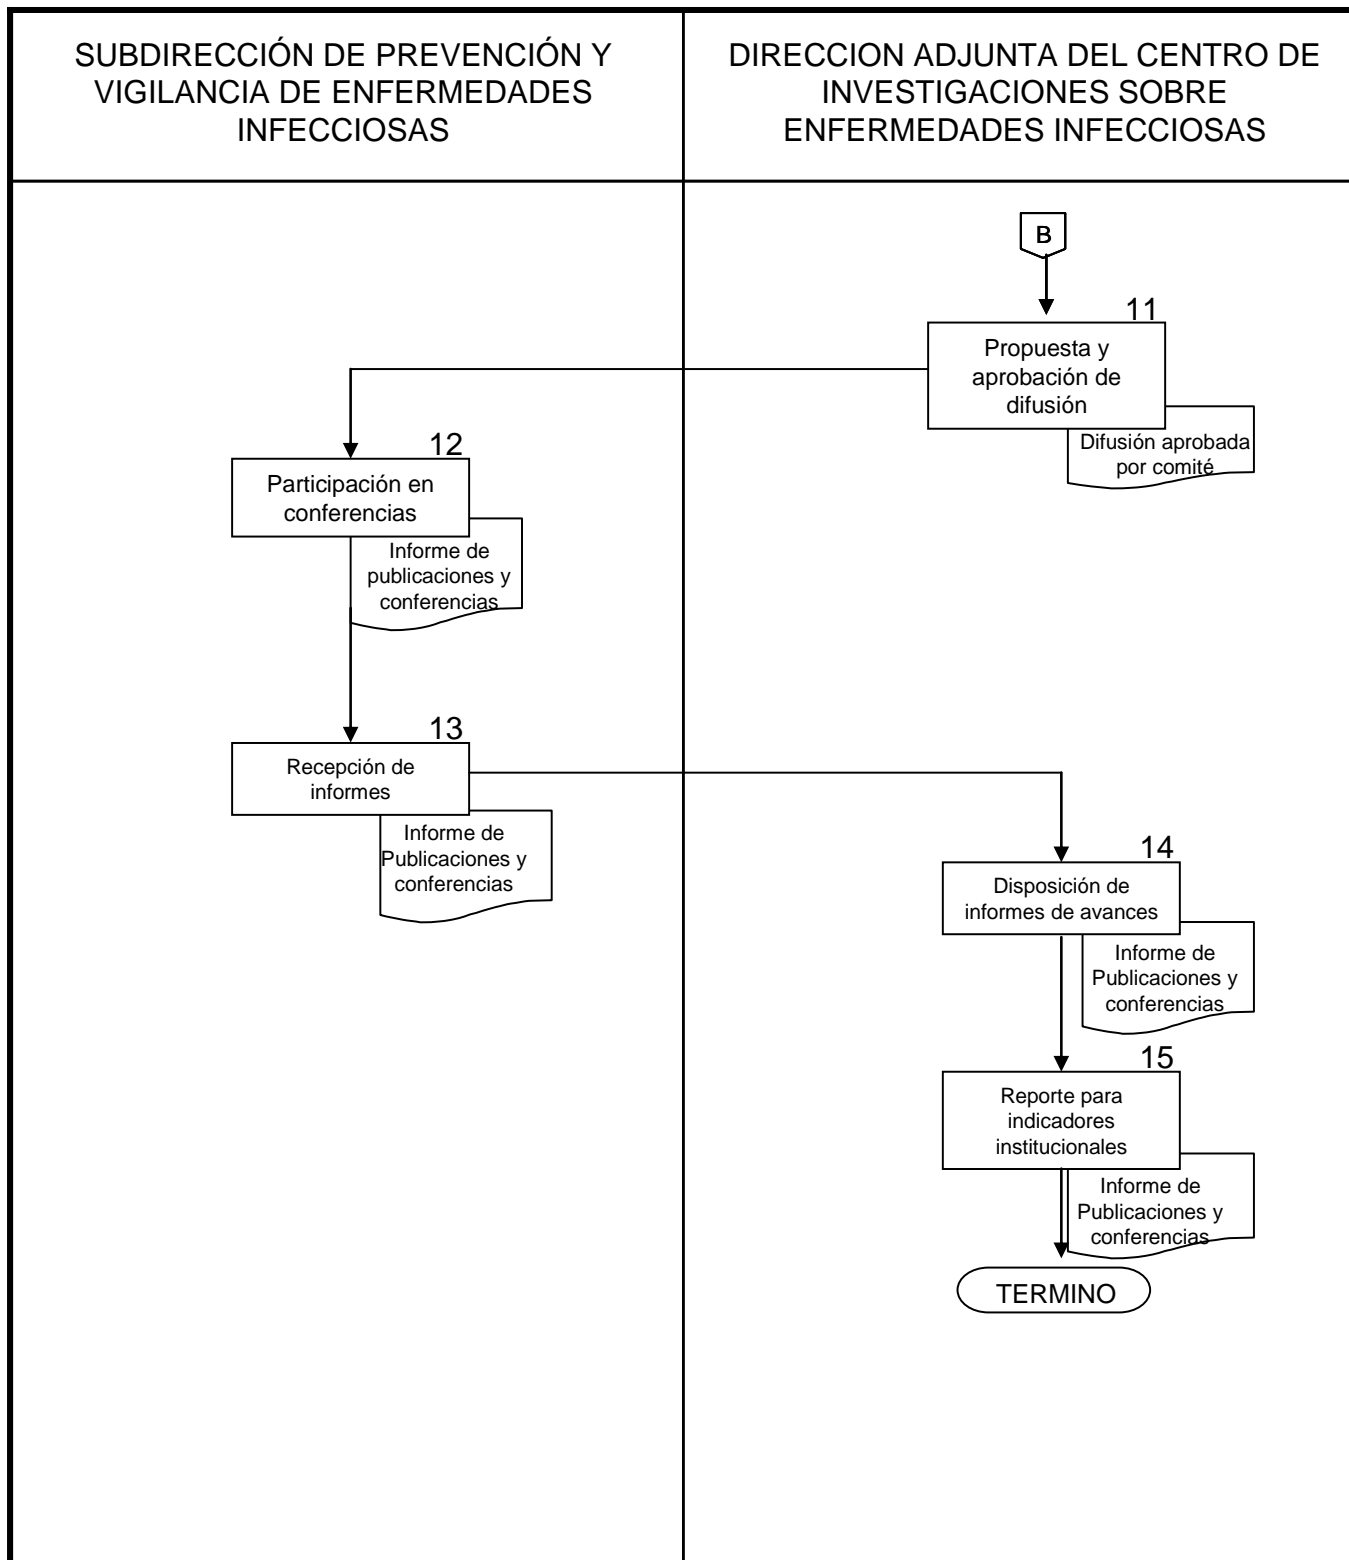 SUBDIRECCIÓN DE PREVENCIÓN Y
VIGILANCIA DE ENFERMEDADES
INFECCIOSAS
DIRECCION ADJUNTA DEL CENTRO DE
INVESTIGACIONES SOBRE
ENFERMEDADES INFECCIOSAS
B
11
Propuesta y
aprobación de
difusión
Difusión aprobada
por comité
12
Participación en
conferencias
Informe de
publicaciones y
conferencias
13
Recepción de
informes
Informe de
Publicaciones y
conferencias
14
Disposición de
informes de avances
Informe de
Publicaciones y
conferencias
15
Reporte para
indicadores
institucionales
Informe de
Publicaciones y
conferencias
TERMINO